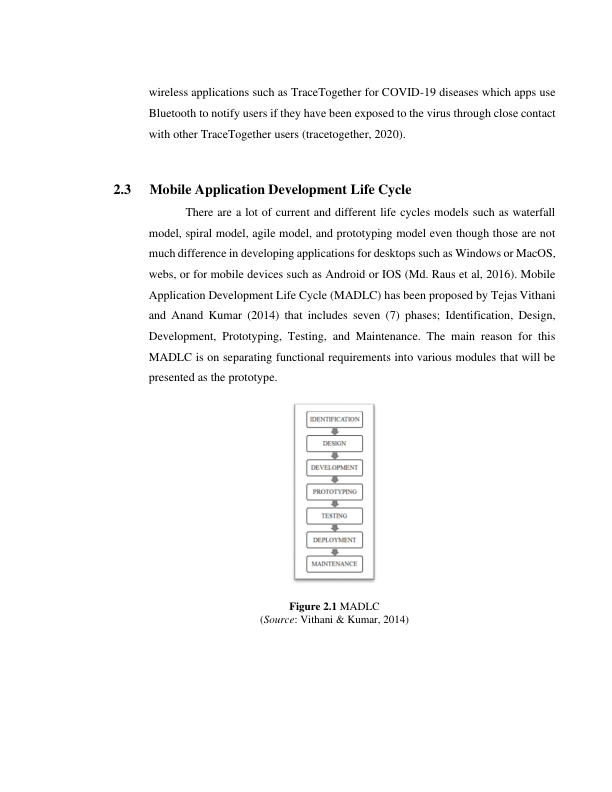 wireless applications such as TraceTogether for COVID-19 diseases which apps use
Bluetooth to notify users if they have been exposed to the virus through close contact
with other TraceTogether users (tracetogether, 2020).
2.3 Mobile Application Development Life Cycle
There are a lot of current and different life cycles models such as waterfall
model, spiral model, agile model, and prototyping model even though those are not
much difference in developing applications for desktops such as Windows or MacOS,
webs, or for mobile devices such as Android or IOS (Md. Raus et al, 2016). Mobile
Application Development Life Cycle (MADLC) has been proposed by Tejas Vithani
and Anand Kumar (2014) that includes seven (7) phases; Identification, Design,
Development, Prototyping, Testing, and Maintenance. The main reason for this
MADLC is on separating functional requirements into various modules that will be
presented as the prototype.
IDENTIFICATION
DESIGN
DEVELOPMENT
PROTOTYPING
TESTING
DEPLOYMENT
MAINTENANCE
Figure 2.1 MADLC
(Source: Vithani & Kumar, 2014)